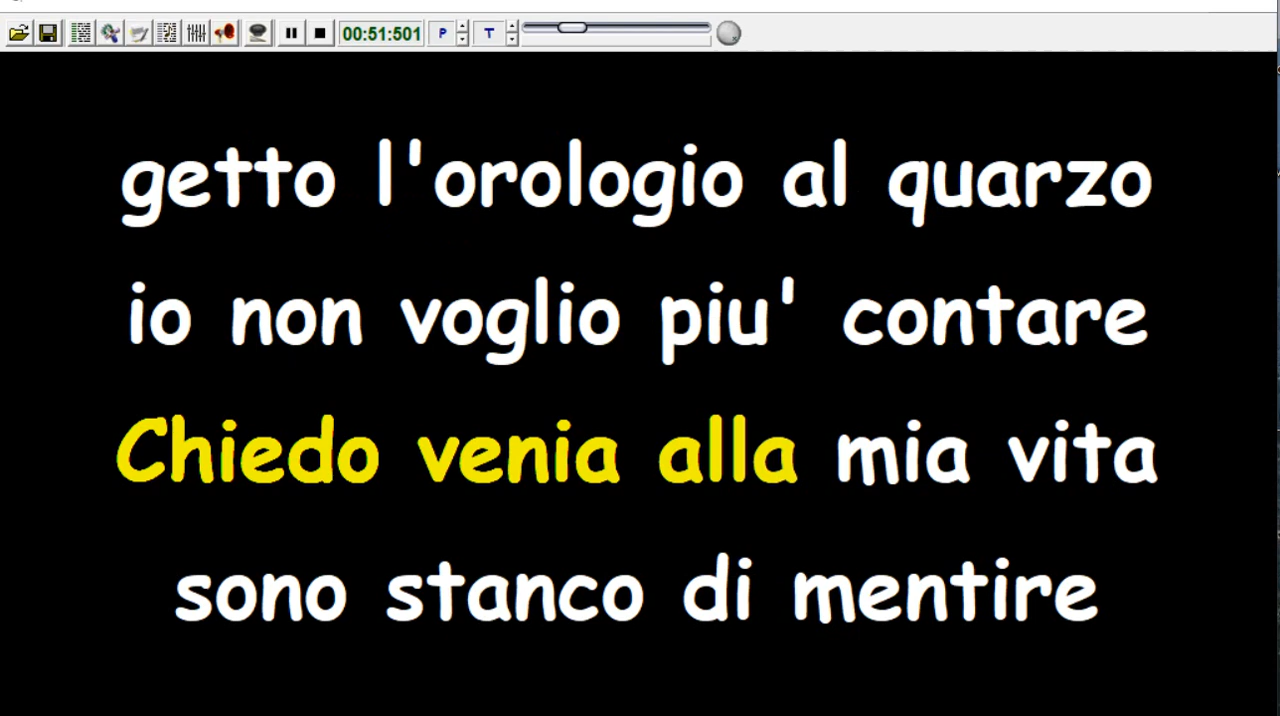 00:51:501 P T
getto l'orologio al quarzo
io non voglio piu' contare
Chiedo venia alla mia vita
sono stanco di mentire